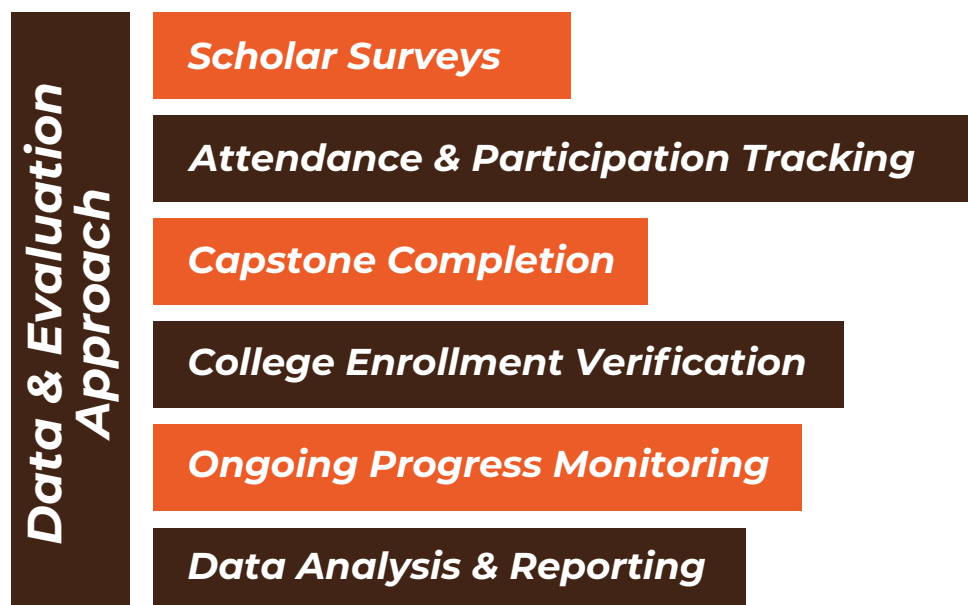 Data & Evaluation
Approach
Scholar Surveys
Attendance & Participation Tracking
Capstone Completion
College Enrollment Verification
Ongoing Progress Monitoring
Data Analysis & Reporting